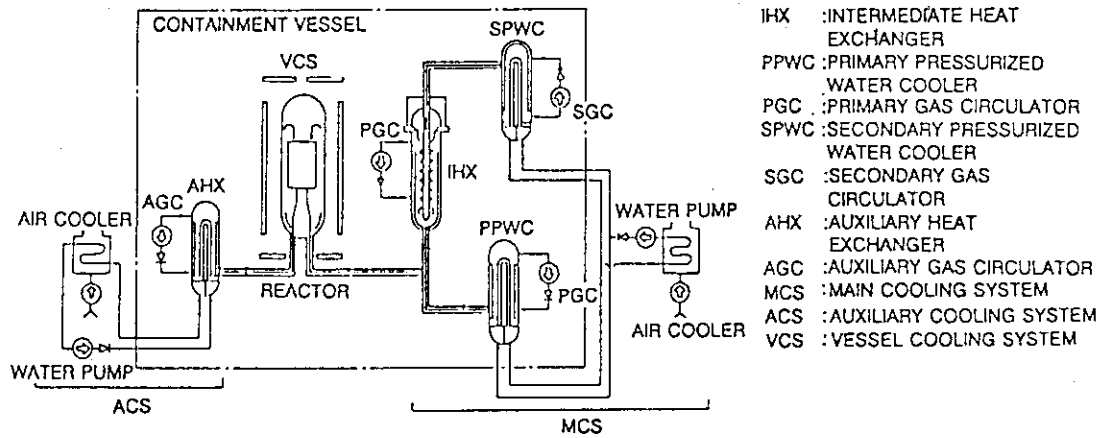 CONTAINMENT VESSEL
VCS
SPWC
SGC
PGC
IHX
AHX
AGC
AIR COOLER
WATER PUMP
PPWC
PGC
REACTOR
AIR COOLER
WATER PUMP
ACS
MCS
IHX :INTERMEDIATE HEAT
EXCHANGER
PPWC :PRIMARY PRESSURIZED
WATER COOLER
PGC :PRIMARY GAS CIRCULATOR
SPWC :SECONDARY PRESSURIZED
WATER COOLER
SGC :SECONDARY GAS
CIRCULATOR
AHX :AUXILIARY HEAT
EXCHANGER
AGC :AUXILIARY GAS CIRCULATOR
MCS :MAIN COOLING SYSTEM
ACS :AUXILIARY COOLING SYSTEM
VCS :VESSEL COOLING SYSTEM